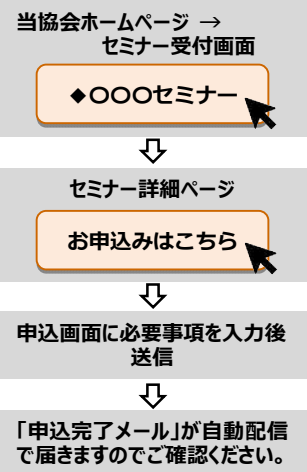 当協会ホームページ →
セミナー受付画面
◆〇〇〇セミナー
セミナー詳細ページ
お申込みはこちら
申込画面に必要事項を入力後
送信
「申込完了メール」が自動配信
で届きますのでご確認ください。